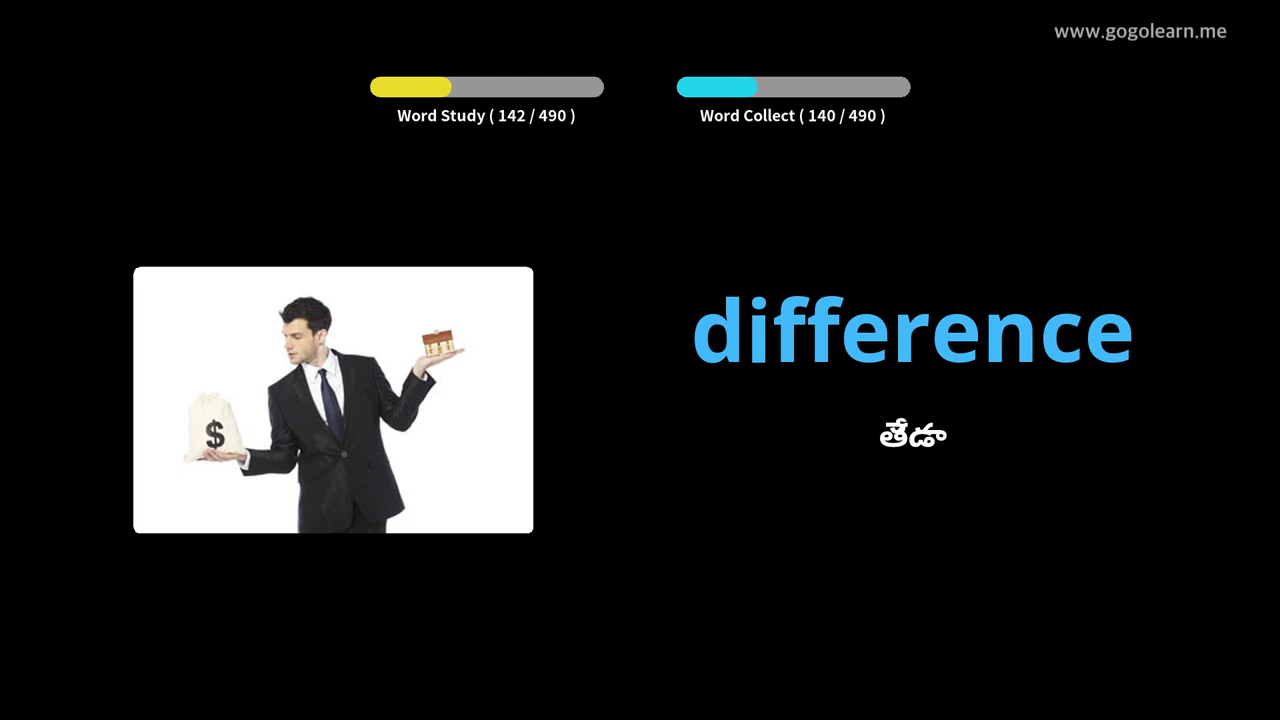 www.gogolearn.me
Word Study ( 142 / 490 )
Word Collect ( 140 / 490 )
difference
తేడా
$